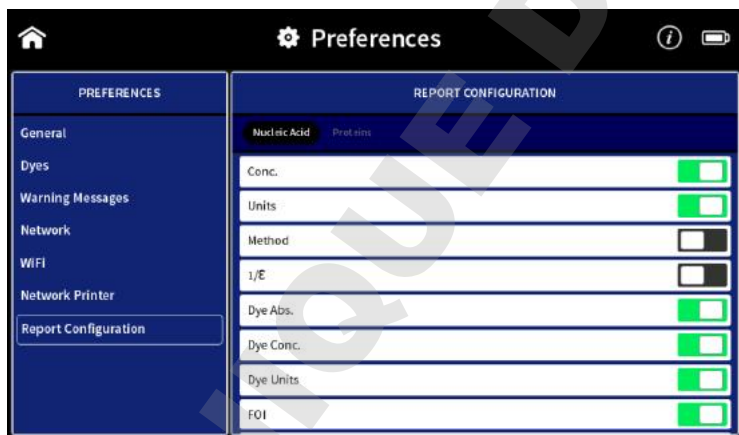 Preferences
i
PREFERENCES
General
Dyes
Warning Messages
Network
WiFi
Network Printer
Report Configuration
REPORT CONFIGURATION
Nucleic Acid Proteins
Conc.
Units
Method
1/Ɛ
Dye Abs.
Dye Conc.
Dye Units
FOI